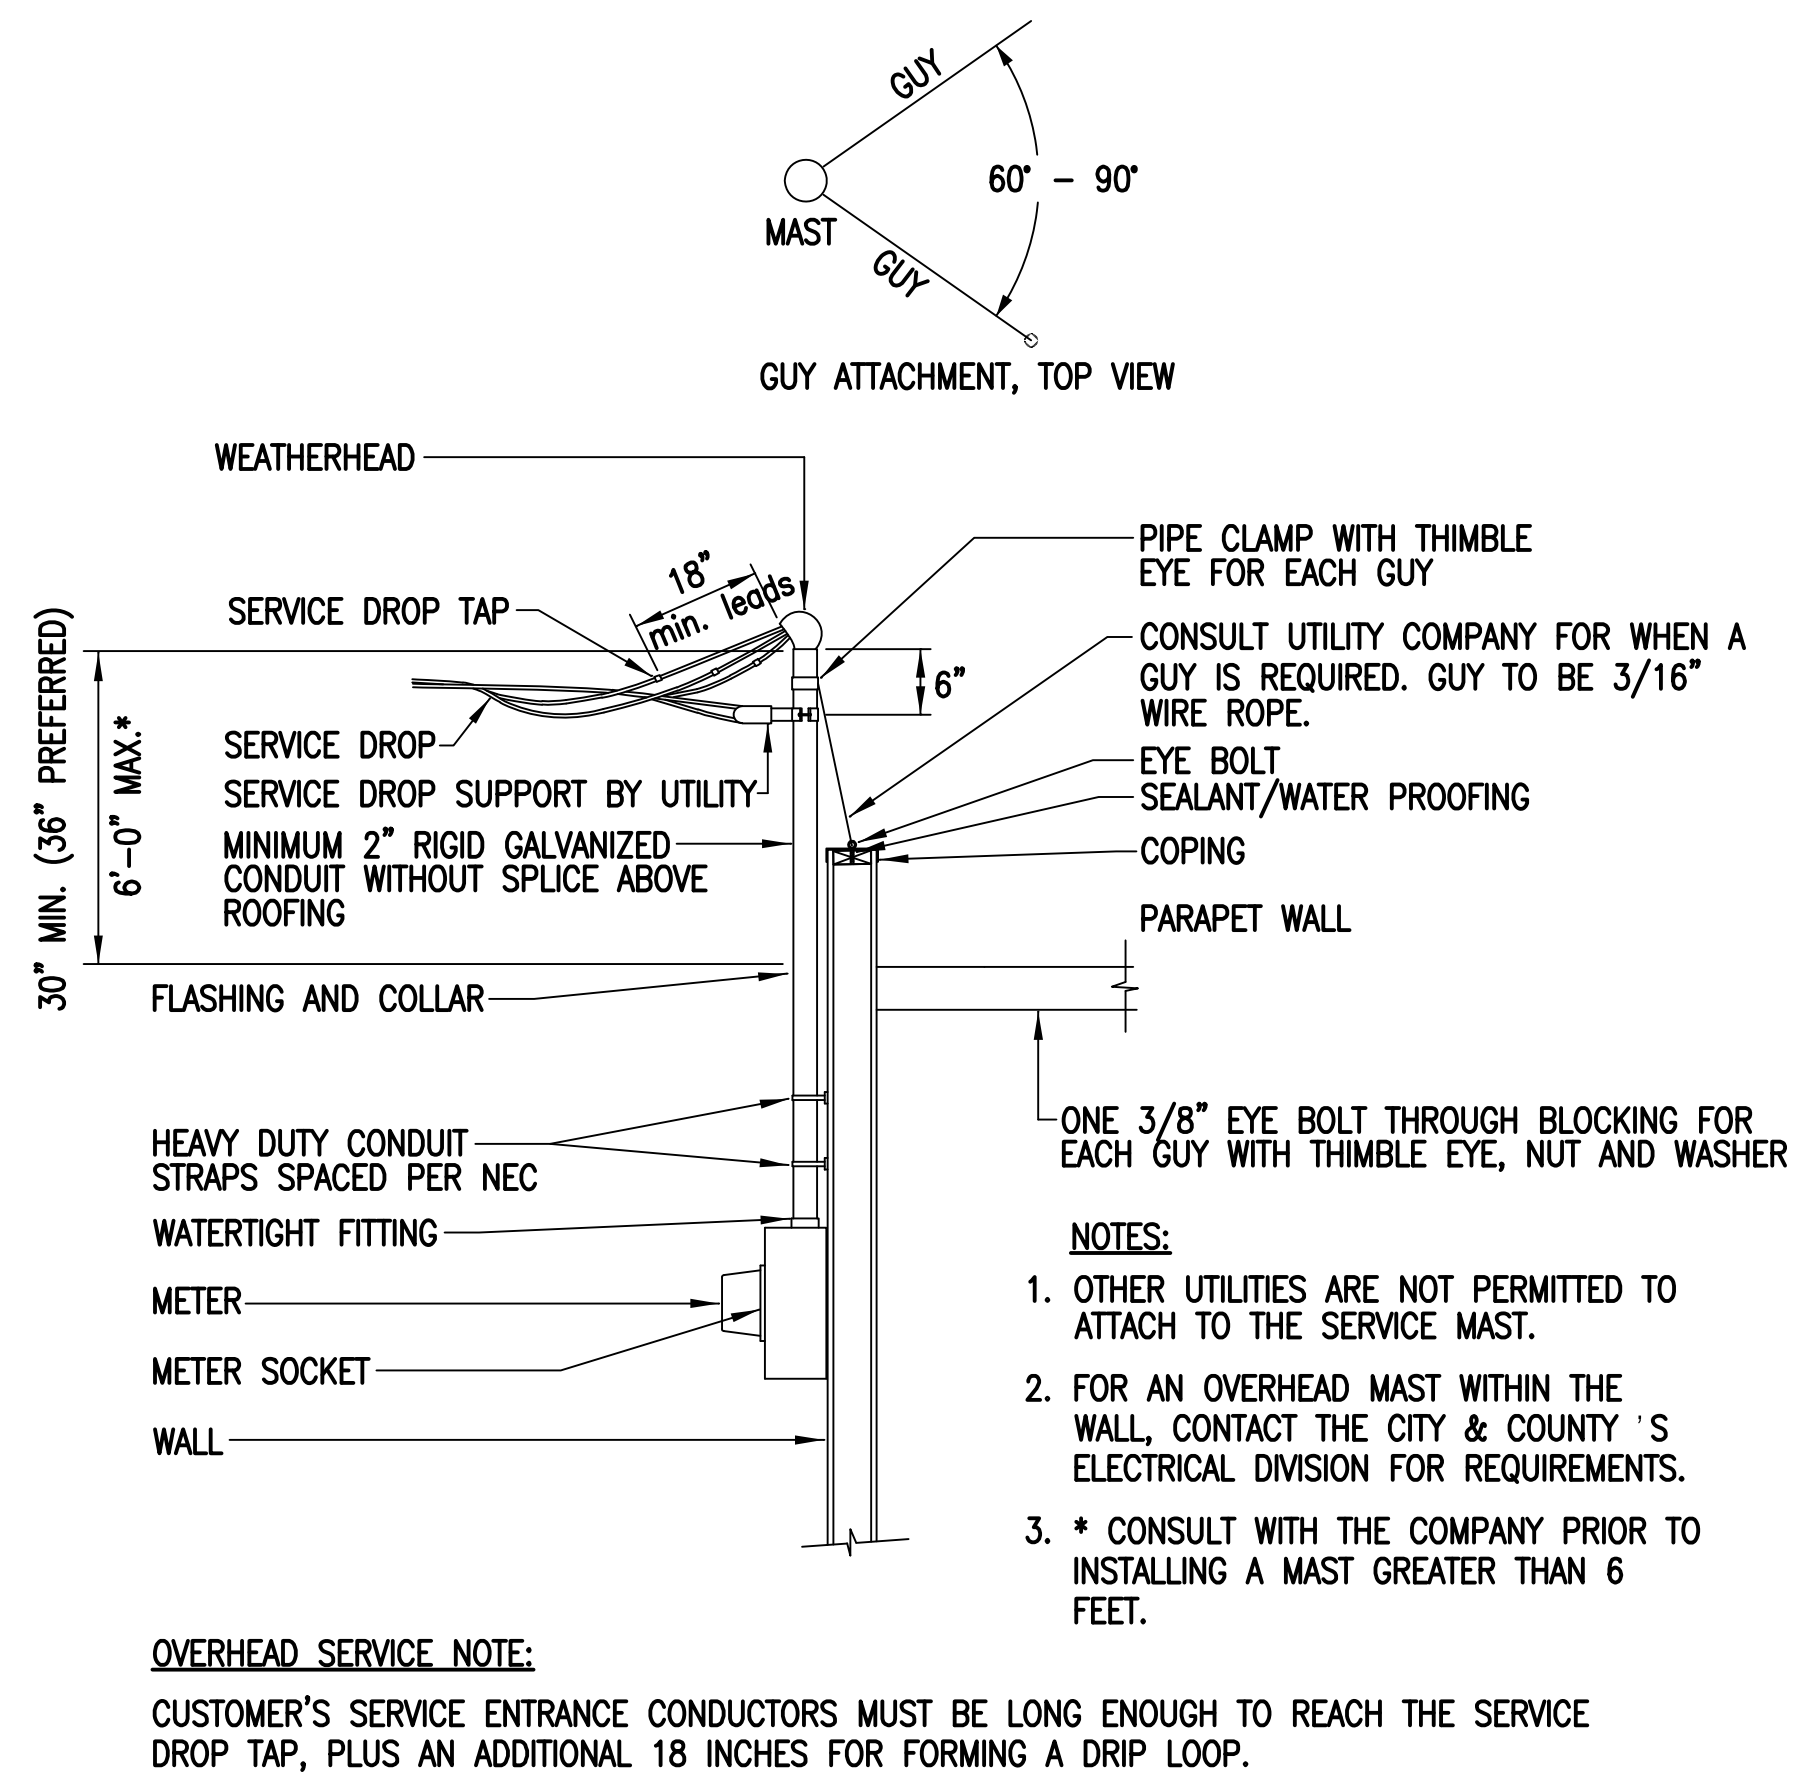 GUY
60° – 90°
MAST
GUY
GUY ATTACHMENT, TOP VIEW
WEATHERHEAD
PIPE CLAMP WITH THIMBLE
EYE FOR EACH GUY
18"
min. leads
SERVICE DROP TAP
CONSULT UTILITY COMPANY FOR WHEN A
GUY IS REQUIRED. GUY TO BE 3/16"
WIRE ROPE.
6"
30" MIN. (36" PREFERRED)
6'-0" MAX.*
SERVICE DROP
EYE BOLT
SERVICE DROP SUPPORT BY UTILITY
SEALANT/WATER PROOFING
MINIMUM 2" RIGID GALVANIZED
CONDUIT WITHOUT SPLICE ABOVE
ROOFING
COPING
PARAPET WALL
FLASHING AND COLLAR
ONE 3/8" EYE BOLT THROUGH BLOCKING FOR
EACH GUY WITH THIMBLE EYE, NUT AND WASHER
HEAVY DUTY CONDUIT
STRAPS SPACED PER NEC
WATERTIGHT FITTING
METER
METER SOCKET
WALL
NOTES:
1. OTHER UTILITIES ARE NOT PERMITTED TO
ATTACH TO THE SERVICE MAST.
2. FOR AN OVERHEAD MAST WITHIN THE
WALL, CONTACT THE CITY & COUNTY 'S
ELECTRICAL DIVISION FOR REQUIREMENTS.
3. * CONSULT WITH THE COMPANY PRIOR TO
INSTALLING A MAST GREATER THAN 6
FEET.
OVERHEAD SERVICE NOTE:
CUSTOMER'S SERVICE ENTRANCE CONDUCTORS MUST BE LONG ENOUGH TO REACH THE SERVICE
DROP TAP, PLUS AN ADDITIONAL 18 INCHES FOR FORMING A DRIP LOOP.